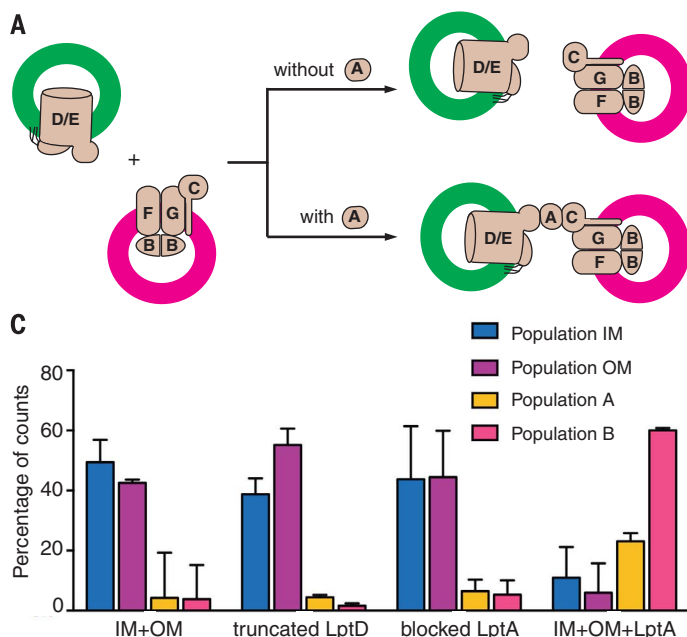 A
D/E
+
C
F G
B B
without A
D/E
C
G B
F B
with A
A C
D/E
G B
F B
C
Population IM
Population OM
Population A
Population B
Percentage of counts
80
60
40
20
0
IM+OM truncated LptD blocked LptA IM+OM+LptA